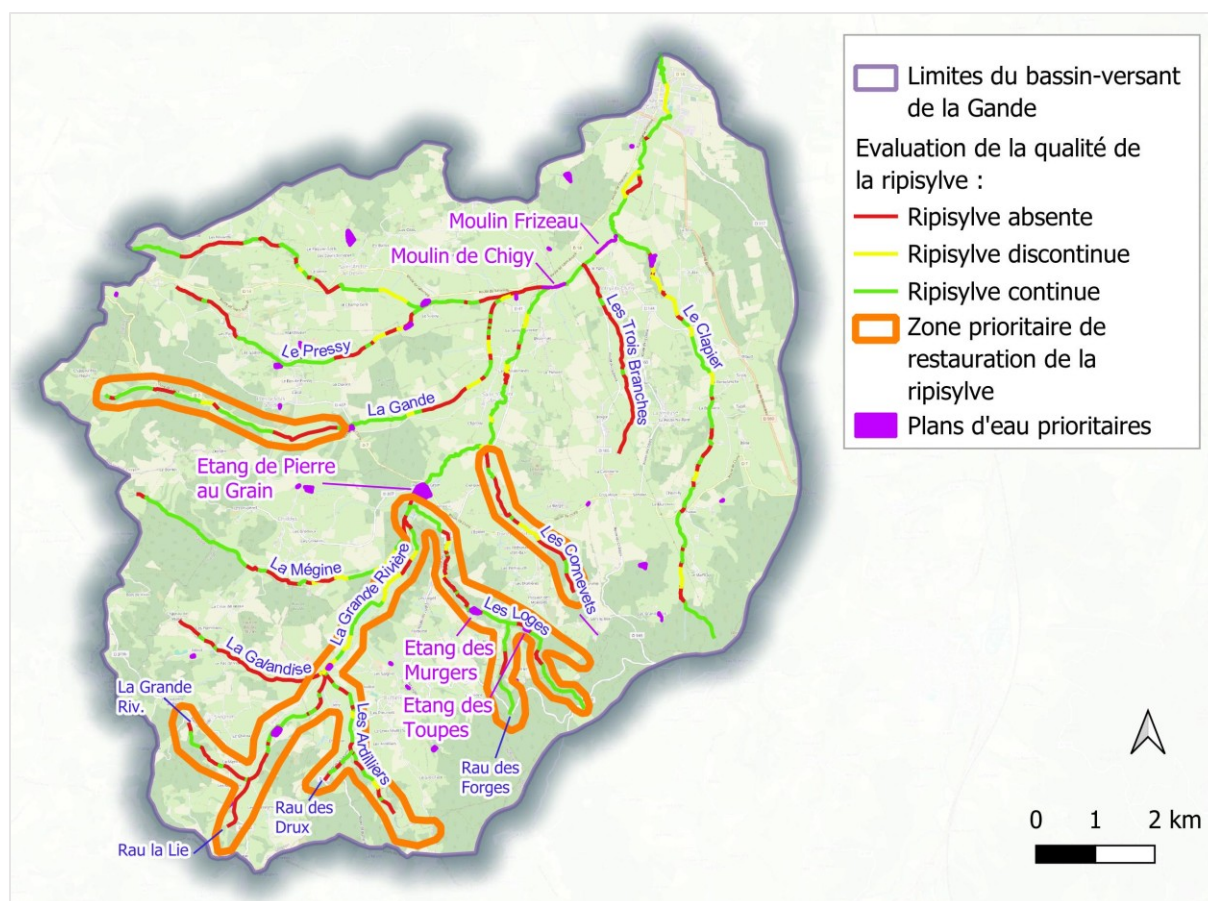 Limites du bassin-versant
de la Gande
Evaluation de la qualité de
la ripisylve :
Ripisylve absente
Ripisylve discontinue
Ripisylve continue
Zone prioritaire de
restauration de la
ripisylve
Plans d'eau prioritaires
Moulin Frizeau
Moulin de Chigy
Les Trois Branches
Le Clapier
Le Pressy
La Gande
Etang de Pierre
au Grain
La Mégine
La Grande Rivière
Les Connevets
Les Loges
Etang des
Murgers
Etang des
Toupes
La Galandise
La Grande
Riv.
Les Ardilliers
Rau des
Forges
Rau des
Drux
Rau la Lie
0 1 2 km